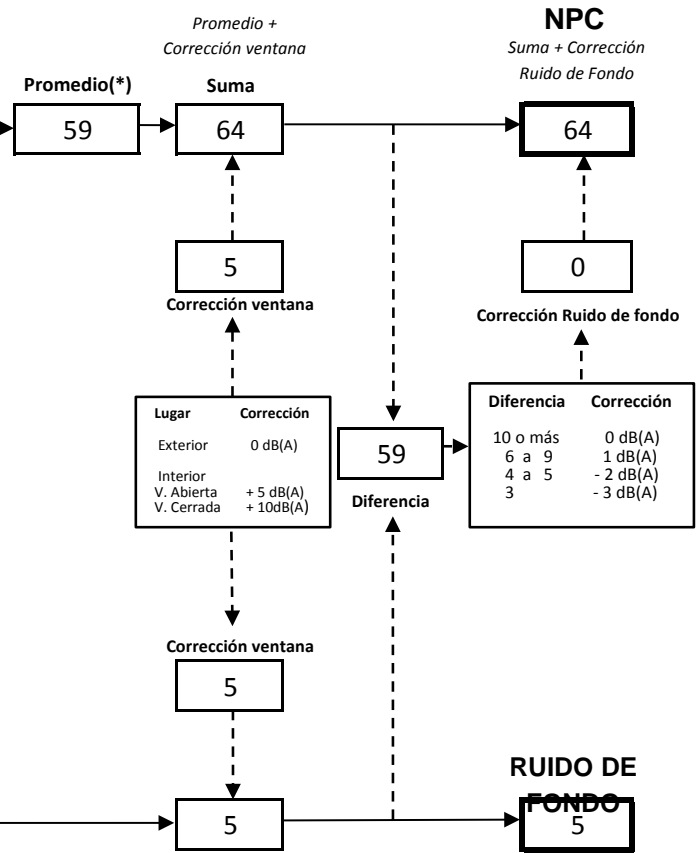 Promedio +
Corrección ventana
NPC
Suma + Corrección
Ruido de Fondo
Promedio(*)
Suma
59
64
64
5
0
Corrección ventana
Corrección Ruido de fondo
Lugar Corrección
Exterior 0 dB(A)
Interior
V. Abierta + 5 dB(A)
V. Cerrada + 10dB(A)
59
Diferencia
Diferencia Corrección
10 o más 0 dB(A)
6 a 9 1 dB(A)
4 a 5 - 2 dB(A)
3 - 3 dB(A)
Corrección ventana
5
RUIDO DE
FONDO
5
5